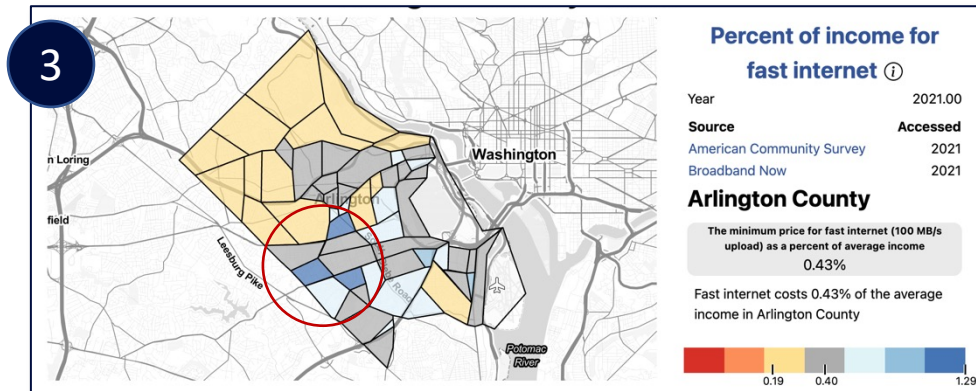 3
n Loring
field
Washington
Arlington
Leesburg Pike
Road
Potomac
River
Percent of income for
fast internet ⓘ
Year 2021.00
Source Accessed
American Community Survey 2021
Broadband Now 2021
Arlington County
The minimum price for fast internet (100 MB/s
upload) as a percent of average income
0.43%
Fast internet costs 0.43% of the average
income in Arlington County
0.19 0.40 1.29